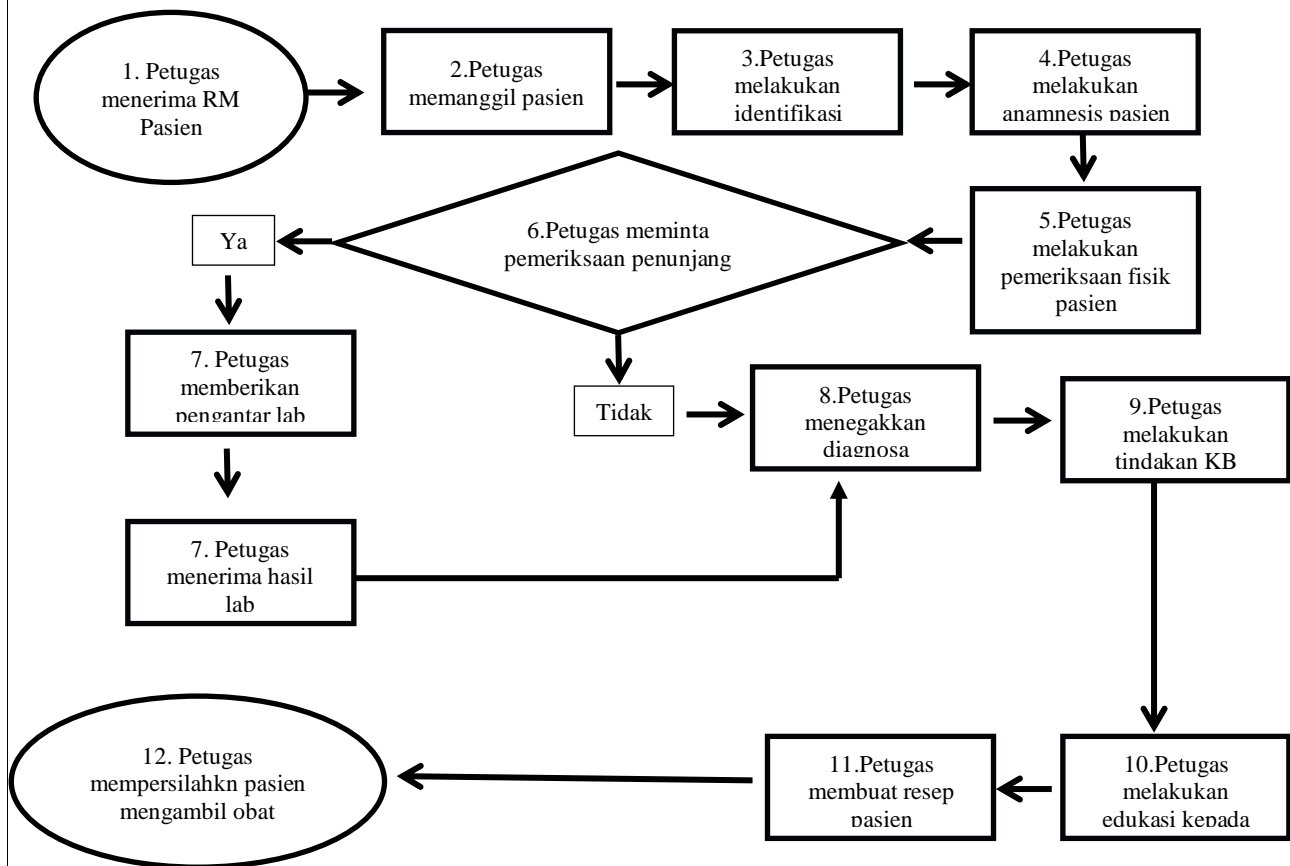 1. Petugas
menerima RM
Pasien
2.Petugas
memanggil pasien
3.Petugas
melakukan
identifikasi
4.Petugas
melakukan
anamnesis pasien
5.Petugas
melakukan
pemeriksaan fisik
pasien
6.Petugas meminta
pemeriksaan penunjang
Ya
7. Petugas
memberikan
pengantar lab
7. Petugas
menerima hasil
lab
Tidak
8.Petugas
menegakkan
diagnosa
9.Petugas
melakukan
tindakan KB
10.Petugas
melakukan
edukasi kepada
11.Petugas
membuat resep
pasien
12. Petugas
mempersilahkn pasien
mengambil obat